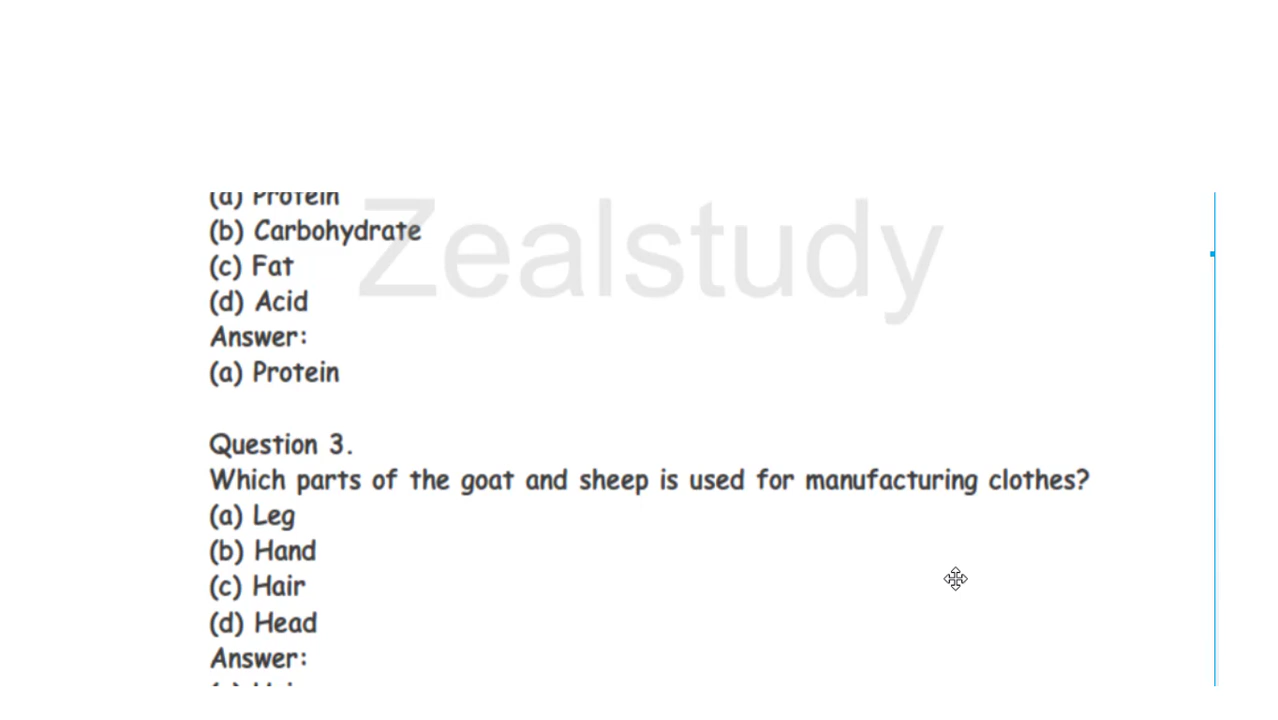 (a) Protein
(b) Carbohydrate
(c) Fat
(d) Acid
Answer:
(a) Protein
Zealstudy
Question 3.
Which parts of the goat and sheep is used for manufacturing clothes?
(a) Leg
(b) Hand
(c) Hair
(d) Head
Answer: